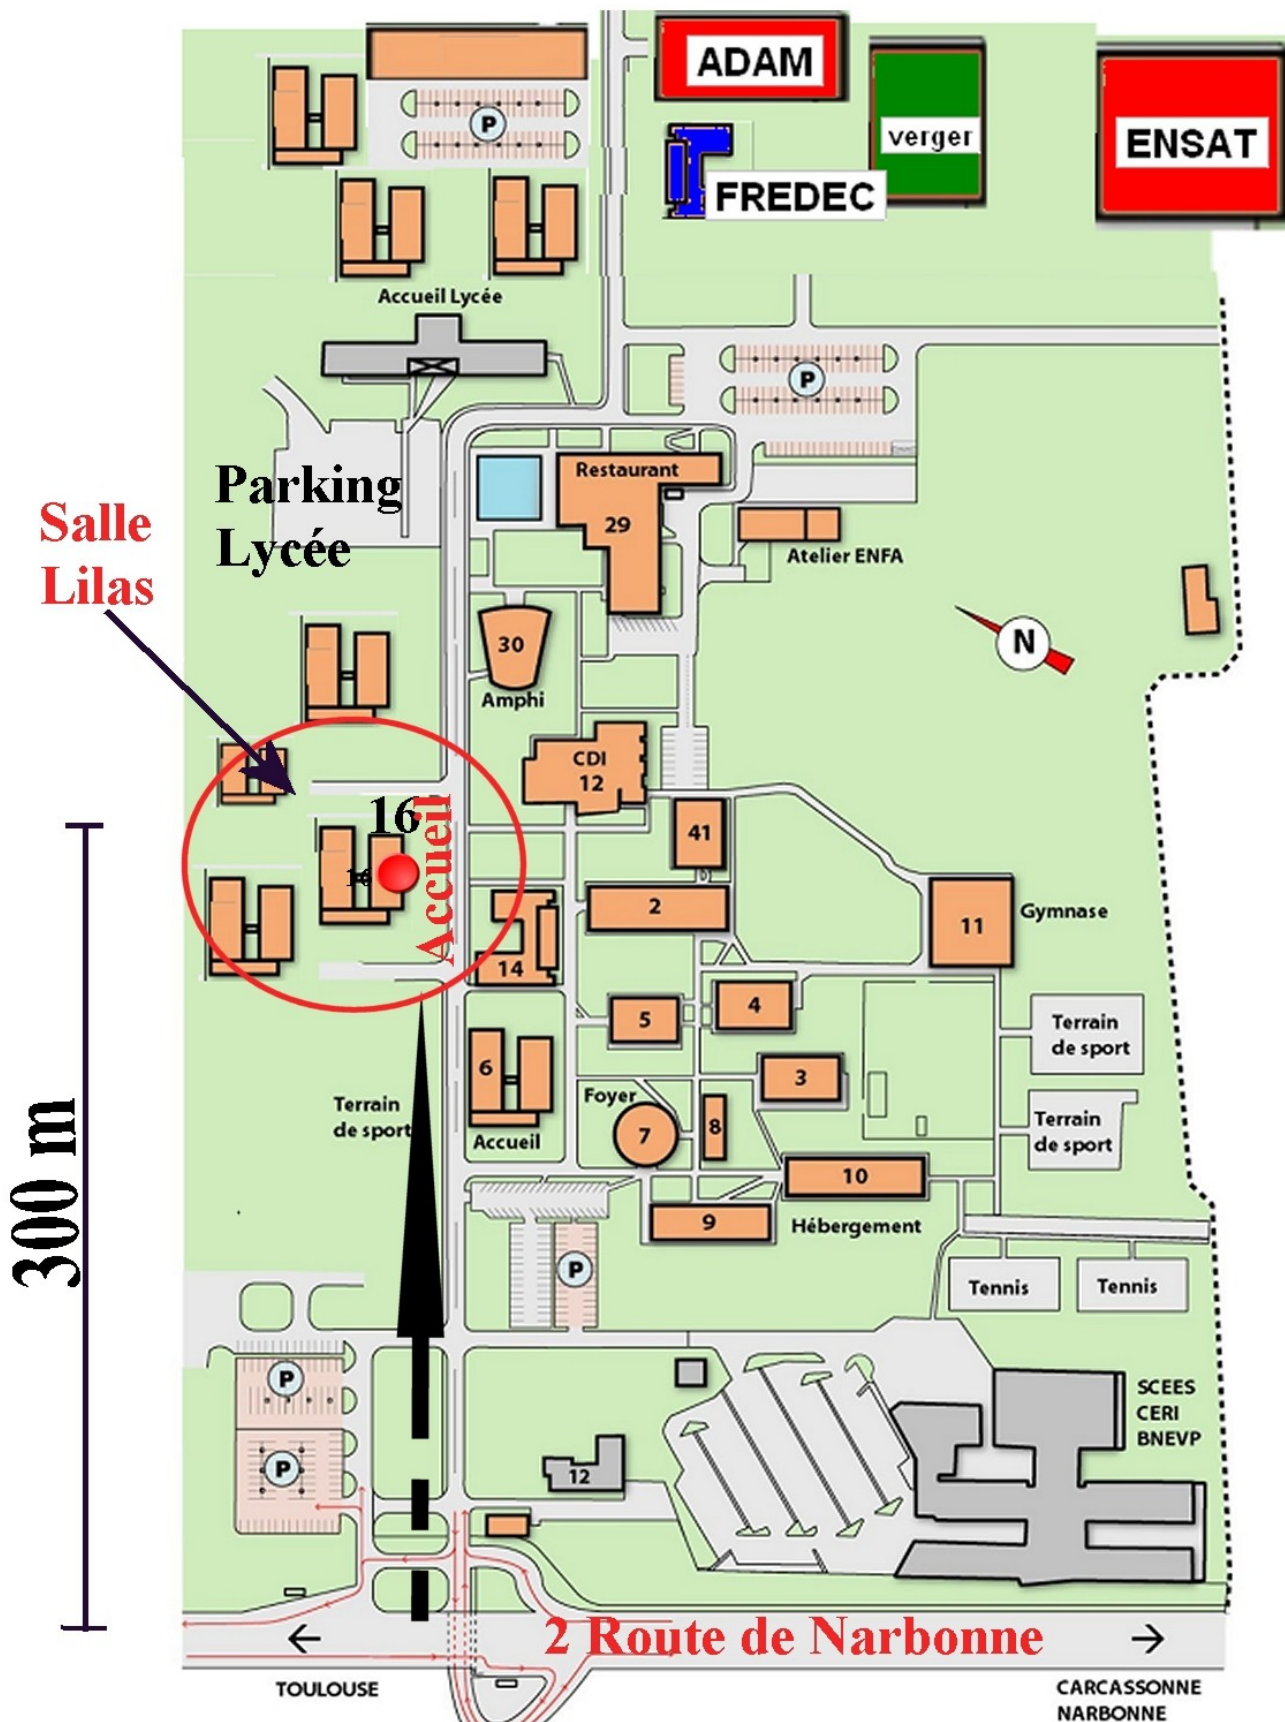 ADAM
verger
ENSAT
P
FREDEC
Accueil Lycée
P
Parking
Lycée
Restaurant
29
Atelier ENFA
Salle
Lilas
30
Amphi
N
CDI
12
16
Accueil
41
16
2
11
Gymnase
14
5
4
Terrain
de sport
6
3
Foyer
Terrain
de sport
7
8
Terrain
de sport
Accueil
10
9
Hébergement
300 m
P
Tennis
Tennis
P
SCEES
CERI
BNEVP
P
12
2 Route de Narbonne
TOULOUSE
CARCASSONNE
NARBONNE